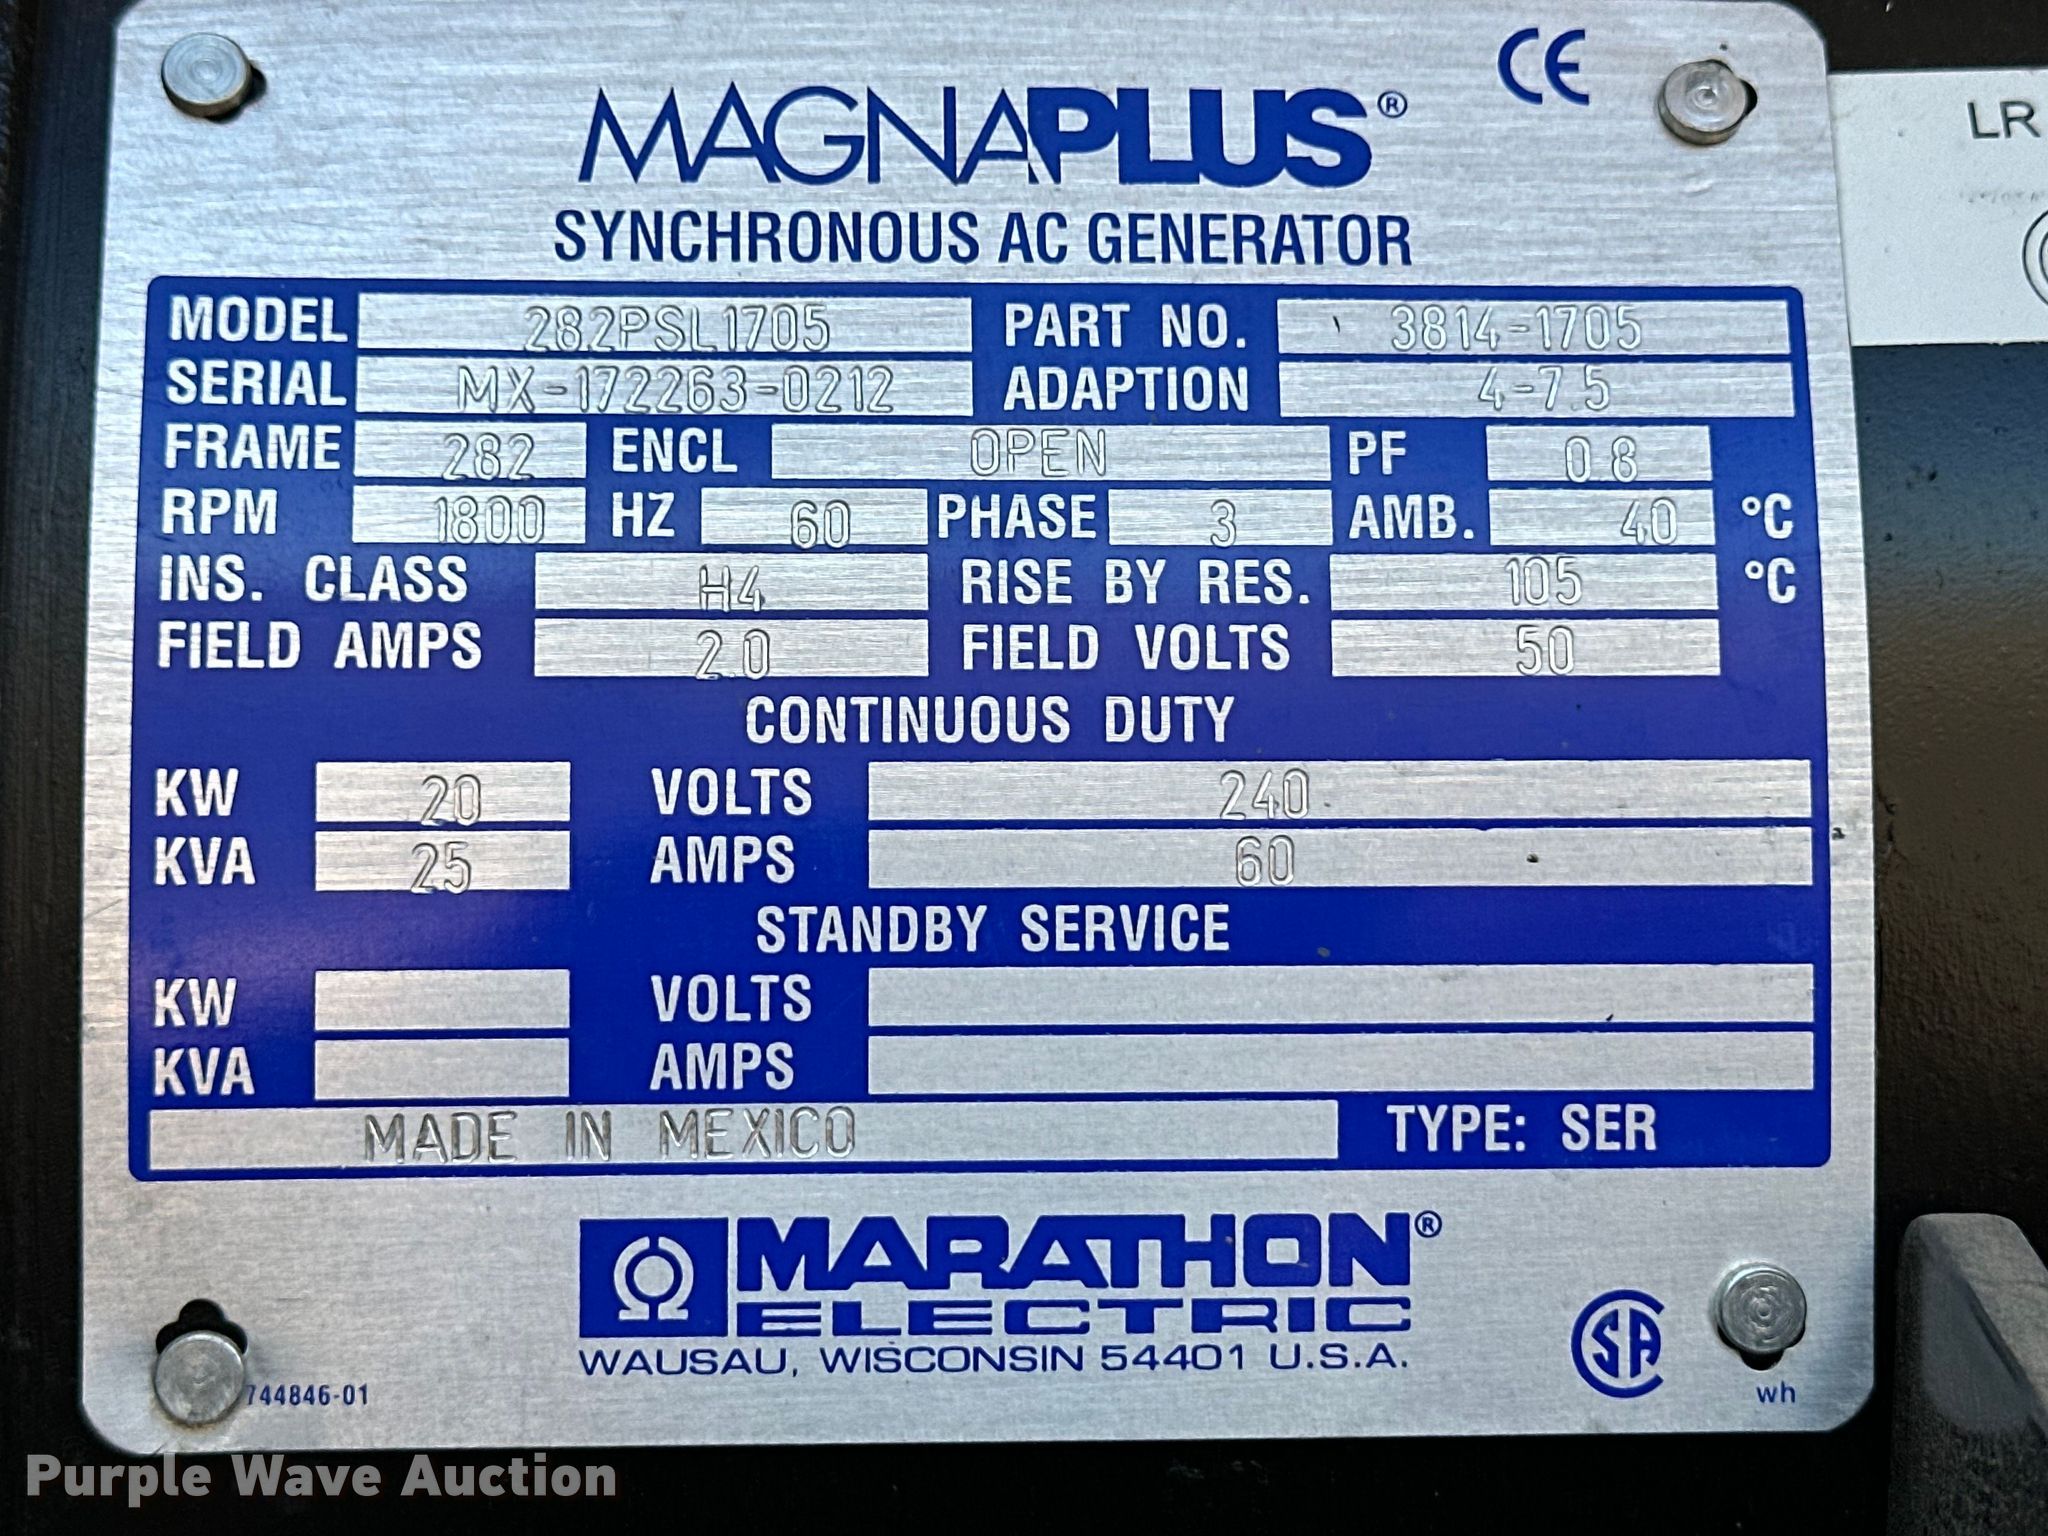 CE
MAGNAPLUS®
SYNCHRONOUS AC GENERATOR
LR
MODEL 282PSL1705 PART NO. 3814-1705
SERIAL MX-172263-0212 ADAPTION 4-7.5
FRAME 282 ENCL OPEN PF 0.8
RPM 1800 HZ 60 PHASE 3 AMB. 40 °C
INS. CLASS H4 RISE BY RES. 105 °C
FIELD AMPS 2.0 FIELD VOLTS 50
CONTINUOUS DUTY
KW 20 VOLTS 240
KVA 25 AMPS 60
STANDBY SERVICE
KW VOLTS
KVA AMPS
MADE IN MEXICO TYPE: SER
MARATHON®
ELECTRIC
WAUSAU, WISCONSIN 54401 U.S.A.
SA
744846-01
wh
Purple Wave Auction